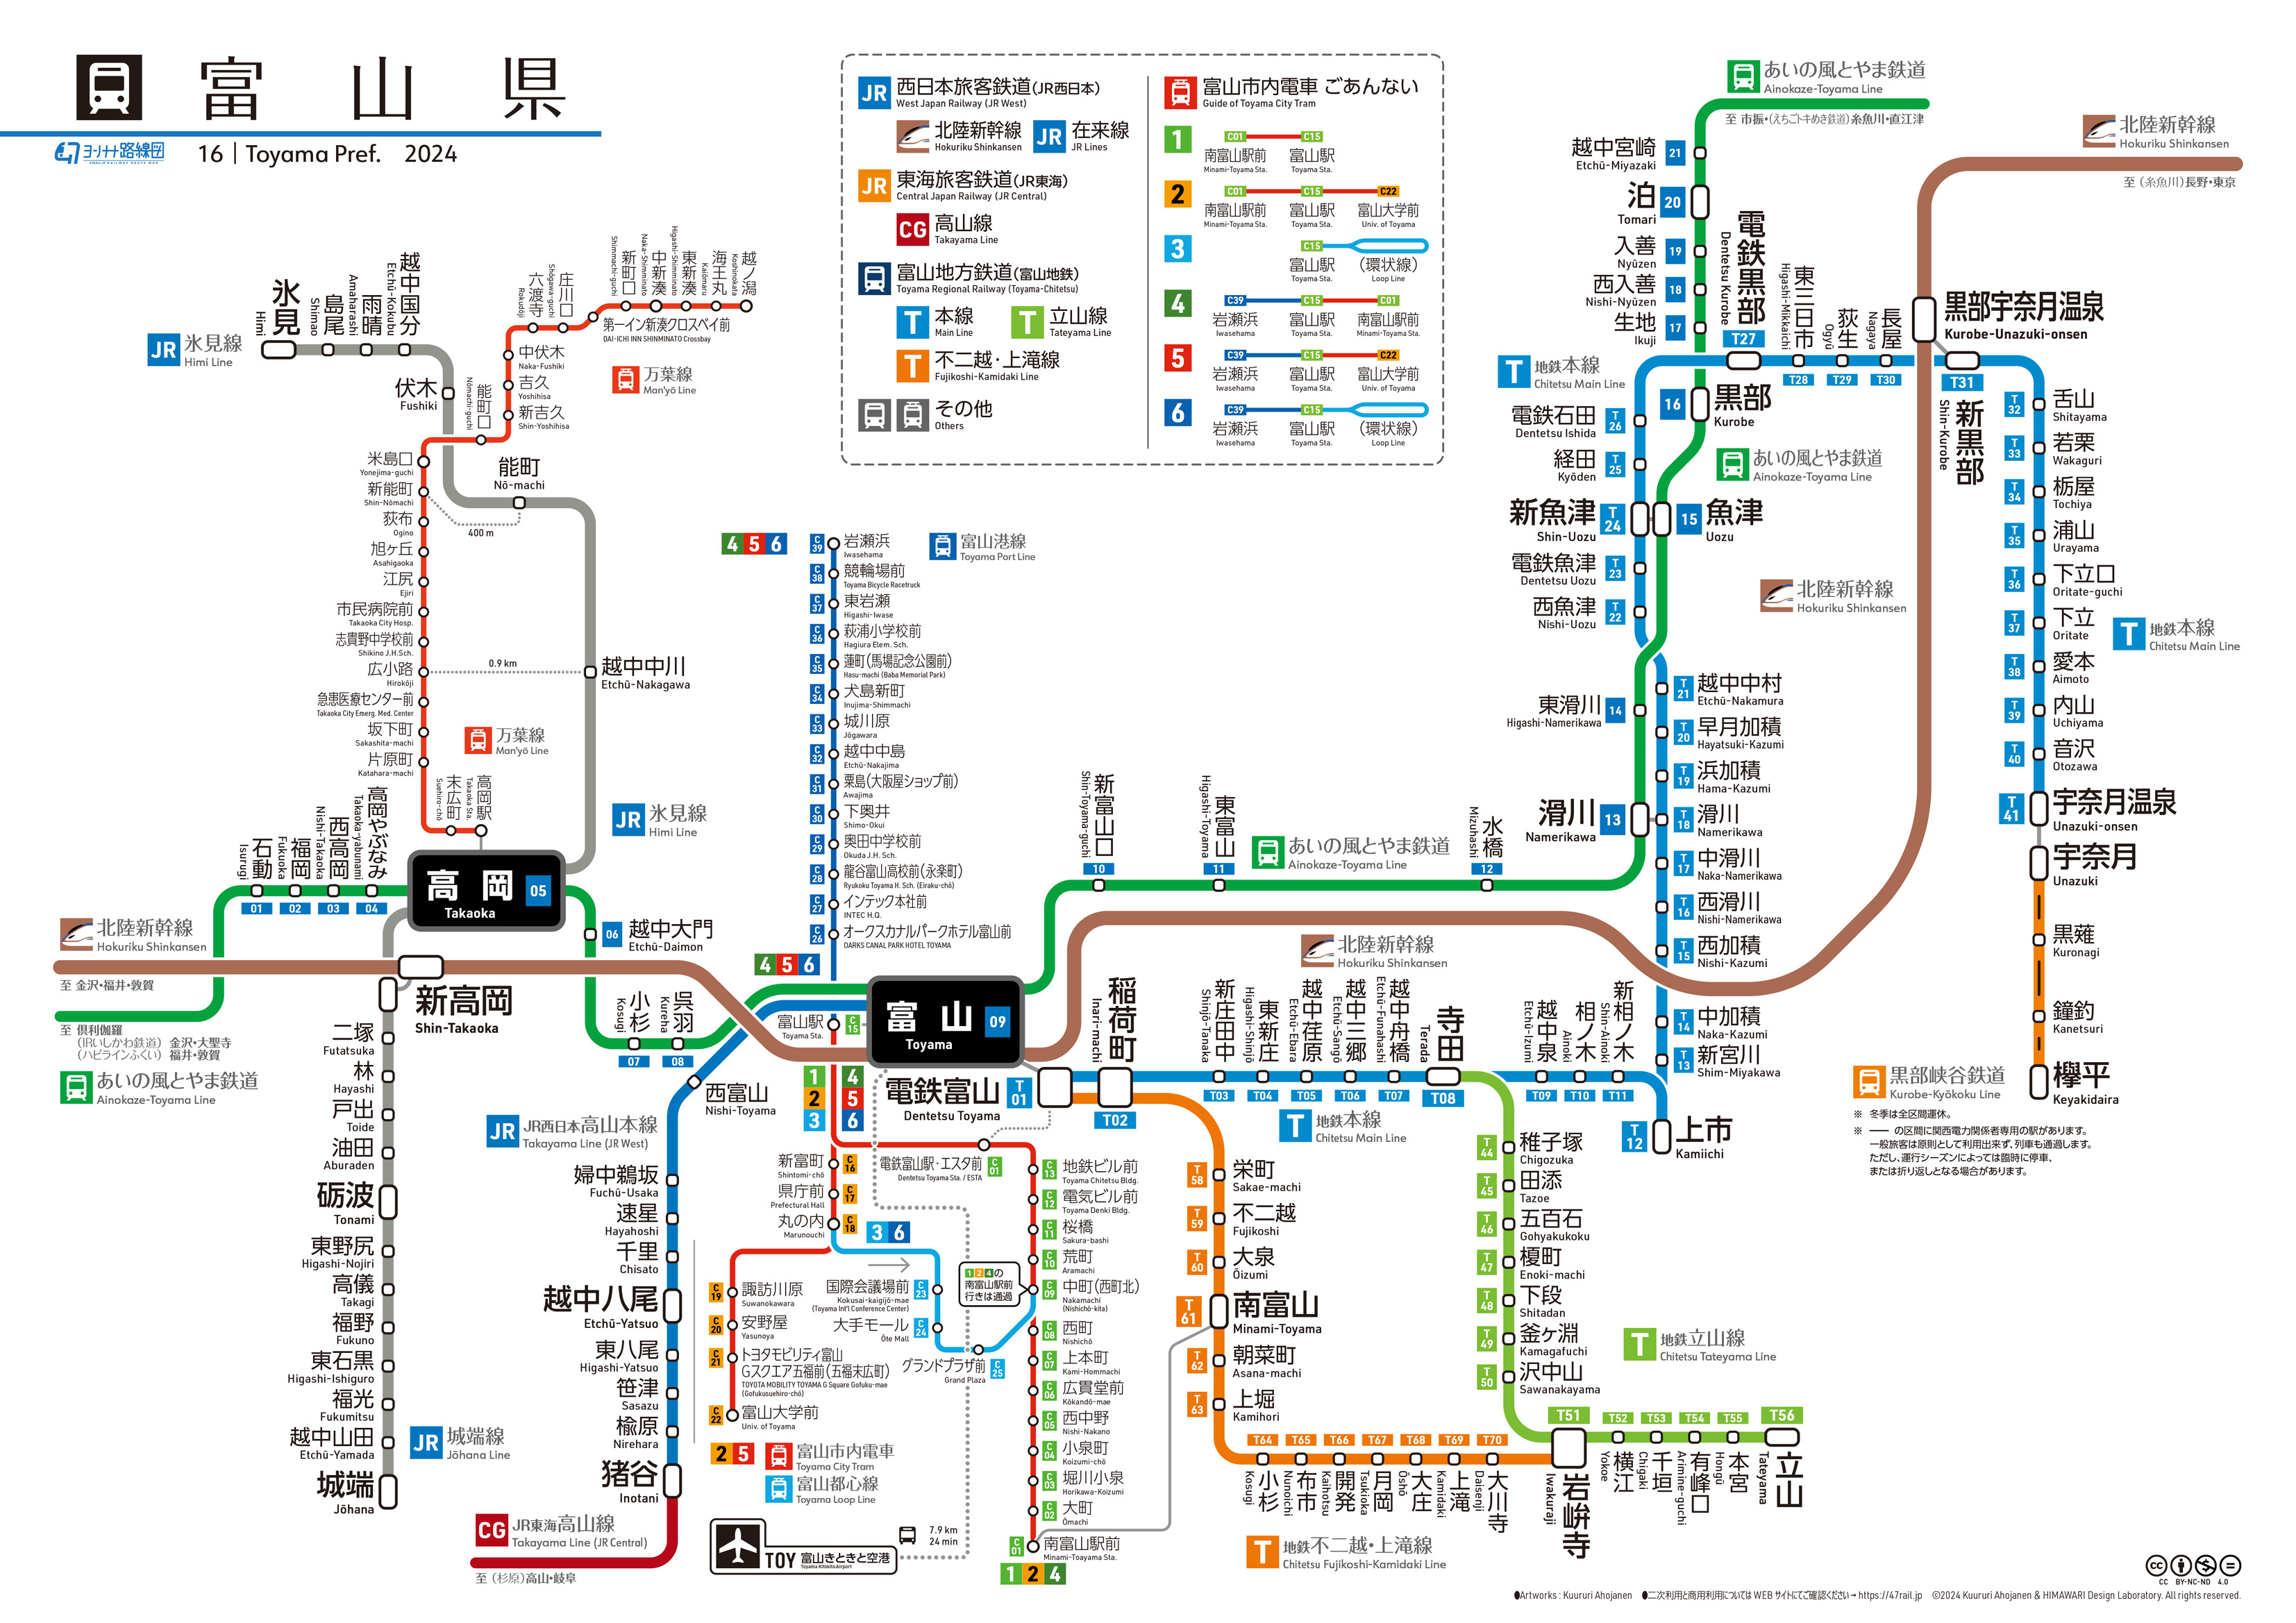 富山県
ヨンナナ路線図
16 | Toyama Pref. 2024
JR 西日本旅客鉄道(JR西日本)
West Japan Railway (JR West)
北陸新幹線
Hokuriku Shinkansen
JR 在来線
JR Lines
JR 東海旅客鉄道(JR東海)
Central Japan Railway (JR Central)
CG 高山線
Takayama Line
富山地方鉄道(富山地鉄)
Toyama Regional Railway (Toyama-Chitetsu)
T 本線
Main Line
T 立山線
Tateyama Line
T 不二越・上滝線
Fujikoshi-Kamidaki Line
その他
Others
富山市内電車 ごあんない
Guide of Toyama City Tram
1 C01 C15
南富山駅前 富山駅
Minami-Toyama Sta. Toyama Sta.
2 C01 C15 C22
南富山駅前 富山駅 富山大学前
Minami-Toyama Sta. Toyama Sta. Univ. of Toyama
3 C15
富山駅 (環状線)
Toyama Sta. Loop Line
4 C39 C15 C01
岩瀬浜 富山駅 南富山駅前
Iwasehama Toyama Sta. Minami-Toyama Sta.
5 C39 C15 C22
岩瀬浜 富山駅 富山大学前
Iwasehama Toyama Sta. Univ. of Toyama
6 C39 C15
岩瀬浜 富山駅 (環状線)
Iwasehama Toyama Sta. Loop Line
JR 氷見線
Himi Line
氷見
Himi
島尾
Shimao
雨晴
Amaharashi
越中国分
Etchū-Kokubu
伏木
Fushiki
能町
Nō-machi
400 m
越中中川
Etchū-Nakagawa
0.9 km
JR 氷見線
Himi Line
越ノ潟
Koshinokata
海王丸
Kaiōmaru
東新湊
Higashi-Shimminato
中新湊
Naka-Shimminato
新町口
Shimmachi-guchi
第一イン新湊クロスベイ前
DAI-ICHI INN SHINMINATO Crossbay
庄川口
Shōgawa-guchi
六渡寺
Rokudōji
中伏木
Naka-Fushiki
吉久
Yoshihisa
新吉久
Shin-Yoshihisa
能町口
Nōmachi-guchi
万葉線
Man'yō Line
米島口
Yonejima-guchi
新能町
Shin-Nōmachi
荻布
Ogino
旭ヶ丘
Asahigaoka
江尻
Ejiri
市民病院前
Takaoka City Hosp.
志貴野中学校前
Shikino J.H.Sch.
広小路
Hirokōji
急患医療センター前
Takaoka City Emerg. Med. Center
坂下町
Sakashita-machi
片原町
Katahara-machi
末広町
Suehiro-chō
高岡駅
Takaoka Sta.
万葉線
Man'yō Line
石動
Isurugi
01
福岡
Fukuoka
02
西高岡
Nishi-Takaoka
03
高岡やぶなみ
Takaoka-yabunami
04
高岡 05
Takaoka
06 越中大門
Etchū-Daimon
小杉
Kosugi
07
呉羽
Kureha
08
北陸新幹線
Hokuriku Shinkansen
至 金沢・福井・敦賀
至 倶利伽羅
(IRいしかわ鉄道) 金沢・大聖寺
(ハピラインふくい) 福井・敦賀
あいの風とやま鉄道
Ainokaze-Toyama Line
新高岡
Shin-Takaoka
二塚
Futatsuka
林
Hayashi
戸出
Toide
油田
Aburaden
砺波
Tonami
東野尻
Higashi-Nojiri
高儀
Takagi
福野
Fukuno
東石黒
Higashi-Ishiguro
福光
Fukumitsu
越中山田
Etchū-Yamada
城端
Jōhana
JR 城端線
Jōhana Line
4 5 6
富山港線
Toyama Port Line
C39 岩瀬浜
Iwasehama
C38 競輪場前
Toyama Bicycle Racetruck
C37 東岩瀬
Higashi-Iwase
C36 萩浦小学校前
Hagiura Elem. Sch.
C35 蓮町(馬場記念公園前)
Hasu-machi (Baba Memorial Park)
C34 犬島新町
Inujima-Shimmachi
C33 城川原
Jōgawara
C32 越中中島
Etchū-Nakajima
C31 粟島(大阪屋ショップ前)
Awajima
C30 下奥井
Shimo-Okui
C29 奥田中学校前
Okuda J.H. Sch.
C28 龍谷富山高校前(永楽町)
Ryukoku Toyama H. Sch. (Eiraku-chō)
C27 インテック本社前
INTEC H.Q.
C26 オークスカナルパークホテル富山前
OARKS CANAL PARK HOTEL TOYAMA
4 5 6
富山駅 C15
Toyama Sta.
富山 09
Toyama
1 4
2 5
3 6
西富山
Nishi-Toyama
JR JR西日本高山本線
Takayama Line (JR West)
婦中鵜坂
Fuchū-Usaka
速星
Hayahoshi
千里
Chisato
越中八尾
Etchū-Yatsuo
東八尾
Higashi-Yatsuo
笹津
Sasazu
楡原
Nirehara
猪谷
Inotani
CG JR東海高山線
Takayama Line (JR Central)
至 (杉原)高山・岐阜
新富町 C16
Shintomi-chō
県庁前 C17
Prefectural Hall
丸の内 C18
Marunouchi
3 6
C19 諏訪川原
Suwanokawara
C20 安野屋
Yasunoya
C21 トヨタモビリティ富山
Gスクエア五福前(五福末広町)
TOYOTA MOBILITY TOYAMA G Square Gofuku-mae
(Gofukusuehiro-chō)
C22 富山大学前
Univ. of Toyama
2 5
富山市内電車
Toyama City Tram
富山都心線
Toyama Loop Line
国際会議場前 C23
Kokusai-kaigijō-mae
(Toyama Int'l Conference Center)
大手モール C24
Ōte Mall
グランドプラザ前 C25
Grand Plaza
TOY 富山きときと空港
Toyama Kitokito Airport
7.9 km
24 min
電鉄富山駅・エスタ前 C01
Dentetsu Toyama Sta. / ESTA
C13 地鉄ビル前
Toyama Chitetsu Bldg.
C12 電気ビル前
Toyama Denki Bldg.
C11 桜橋
Sakura-bashi
C10 荒町
Aramachi
C09 中町(西町北)
Nakamachi
(Nishichō-kita)
1 2 4 の
南富山駅前
行きは通過
C08 西町
Nishichō
C07 上本町
Kami-Hommachi
C06 広貫堂前
Kōkandō-mae
C05 西中野
Nishi-Nakano
C04 小泉町
Koizumi-chō
C03 堀川小泉
Horikawa-Koizumi
C02 大町
Ōmachi
C01 南富山駅前
Minami-Toayama Sta.
1 2 4
電鉄富山 T01
Dentetsu Toyama
稲荷町
Inari-machi
T02
新庄田中
Shinjō-Tanaka
T03
東新庄
Higashi-Shinjō
T04
越中荏原
Etchū-Ebara
T05
越中三郷
Etchū-Sangō
T06
越中舟橋
Etchū-Funahashi
T07
寺田
Terada
T08
越中泉
Etchū-Izumi
T09
相ノ木
Ainoki
T10
新相ノ木
Shin-Ainoki
T11
T12 上市
Kamiichi
T 地鉄本線
Chitetsu Main Line
北陸新幹線
Hokuriku Shinkansen
新富山口
Shin-Toyama-guchi
10
東富山
Higashi-Toyama
11
あいの風とやま鉄道
Ainokaze-Toyama Line
水橋
Mizuhashi
12
滑川 13
Namerikawa
東滑川 14
Higashi-Namerikawa
15 魚津
Uozu
16 黒部
Kurobe
生地 17
Ikuji
西入善 18
Nishi-Nyūzen
入善 19
Nyūzen
泊 20
Tomari
越中宮崎 21
Etchū-Miyazaki
あいの風とやま鉄道
Ainokaze-Toyama Line
至 市振・(えちごトキめき鉄道)糸魚川・直江津
北陸新幹線
Hokuriku Shinkansen
至 (糸魚川)長野・東京
あいの風とやま鉄道
Ainokaze-Toyama Line
北陸新幹線
Hokuriku Shinkansen
T13 新宮川
Shim-Miyakawa
T14 中加積
Naka-Kazumi
T15 西加積
Nishi-Kazumi
T16 西滑川
Nishi-Namerikawa
T17 中滑川
Naka-Namerikawa
T18 滑川
Namerikawa
T19 浜加積
Hama-Kazumi
T20 早月加積
Hayatsuki-Kazumi
T21 越中中村
Etchū-Nakamura
西魚津 T22
Nishi-Uozu
電鉄魚津 T23
Dentetsu Uozu
新魚津 T24
Shin-Uozu
経田 T25
Kyōden
電鉄石田 T26
Dentetsu Ishida
T 地鉄本線
Chitetsu Main Line
電鉄黒部
Dentetsu Kurobe
T27
東三日市
Higashi-Mikkaichi
T28
荻生
Ogyū
T29
長屋
Nagaya
T30
黒部宇奈月温泉
Kurobe-Unazuki-onsen
T31
新黒部
Shin-Kurobe
T32 舌山
Shitayama
T33 若栗
Wakaguri
T34 栃屋
Tochiya
T35 浦山
Urayama
T36 下立口
Oritate-guchi
T37 下立
Oritate
T38 愛本
Aimoto
T39 内山
Uchiyama
T40 音沢
Otozawa
T41 宇奈月温泉
Unazuki-onsen
T 地鉄本線
Chitetsu Main Line
宇奈月
Unazuki
黒薙
Kuronagi
鐘釣
Kanetsuri
欅平
Keyakidaira
黒部峡谷鉄道
Kurobe-Kyōkoku Line
※ 冬季は全区間運休。
※ ━━ の区間に関西電力関係者専用の駅があります。
一般旅客は原則として利用出来ず、列車も通過します。
ただし、運行シーズンによっては臨時に停車、
または折り返しとなる場合があります。
T44 稚子塚
Chigozuka
T45 田添
Tazoe
T46 五百石
Gohyakukoku
T47 榎町
Enoki-machi
T48 下段
Shitadan
T49 釜ヶ淵
Kamagafuchi
T50 沢中山
Sawanakayama
T 地鉄立山線
Chitetsu Tateyama Line
T51
岩峅寺
Iwakuraji
T52
横江
Yokoe
T53
千垣
Chigaki
T54
有峰口
Arimine-guchi
T55
本宮
Hongū
T56
立山
Tateyama
T58 栄町
Sakae-machi
T59 不二越
Fujikoshi
T60 大泉
Ōizumi
T61 南富山
Minami-Toyama
T62 朝菜町
Asana-machi
T63 上堀
Kamihori
T64
小杉
Kosugi
T65
布市
Nunoichi
T66
開発
Kaihotsu
T67
月岡
Tsukioka
T68
大庄
Ōshō
T69
上滝
Kamidaki
T70
大川寺
Daisenji
T 地鉄不二越・上滝線
Chitetsu Fujikoshi-Kamidaki Line
CC BY-NC-ND 4.0
●Artworks : Kuururi Ahojanen ●二次利用と商用利用については WEB サイトにてご確認ください→ https://47rail.jp ©2024 Kuururi Ahojanen & HIMAWARI Design Laboratory. All rights reserved.